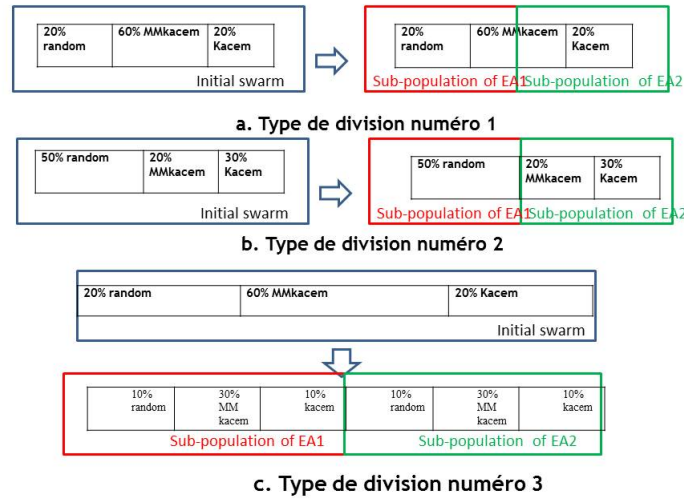 20% random 60% MMkacem 20% Kacem
Initial swarm
20% random 60% MMkacem 20% Kacem
Sub-population of EA1 Sub-population of EA2
a. Type de division numéro 1
50% random 20% MMkacem 30% Kacem
Initial swarm
50% random 20% MMkacem 30% Kacem
Sub-population of EA1 Sub-population of EA2
b. Type de division numéro 2
20% random 60% MMkacem 20% Kacem
Initial swarm
10% random 30% MM kacem 10% kacem 10% random 30% MM kacem 10% kacem
Sub-population of EA1 Sub-population of EA2
c. Type de division numéro 3